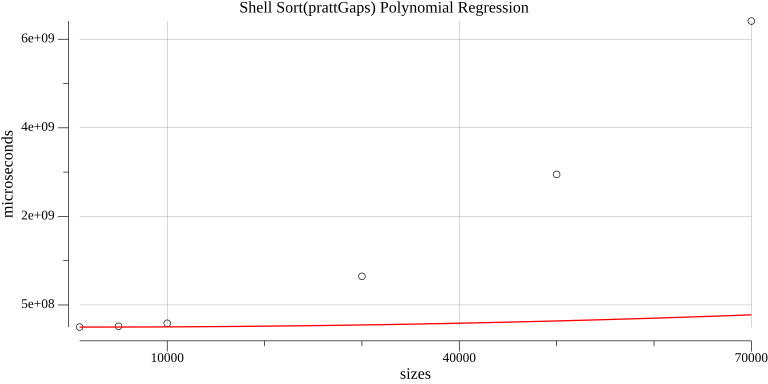 Shell Sort(prattGaps) Polynomial Regression
6e+09
4e+09
2e+09
5e+08
microseconds
10000
40000
70000
sizes